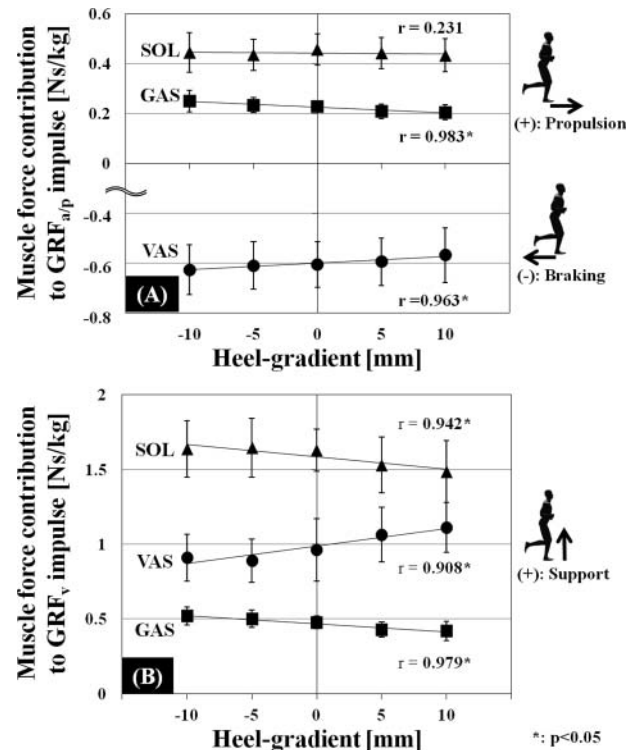 Muscle force contribution
to GRFa/p impulse [Ns/kg]
0.6
0.4
0.2
0
-0.4
-0.6
-0.8
SOL
r = 0.231
GAS
r = 0.983*
VAS
r =0.963*
(A)
-10 -5 0 5 10
Heel-gradient [mm]
(+): Propulsion
(-): Braking
Muscle force contribution
to GRFv impulse [Ns/kg]
2
1.5
1
0.5
0
SOL
r = 0.942*
VAS
r = 0.908*
GAS
r = 0.979*
(B)
-10 -5 0 5 10
Heel-gradient [mm]
(+): Support
*: p<0.05